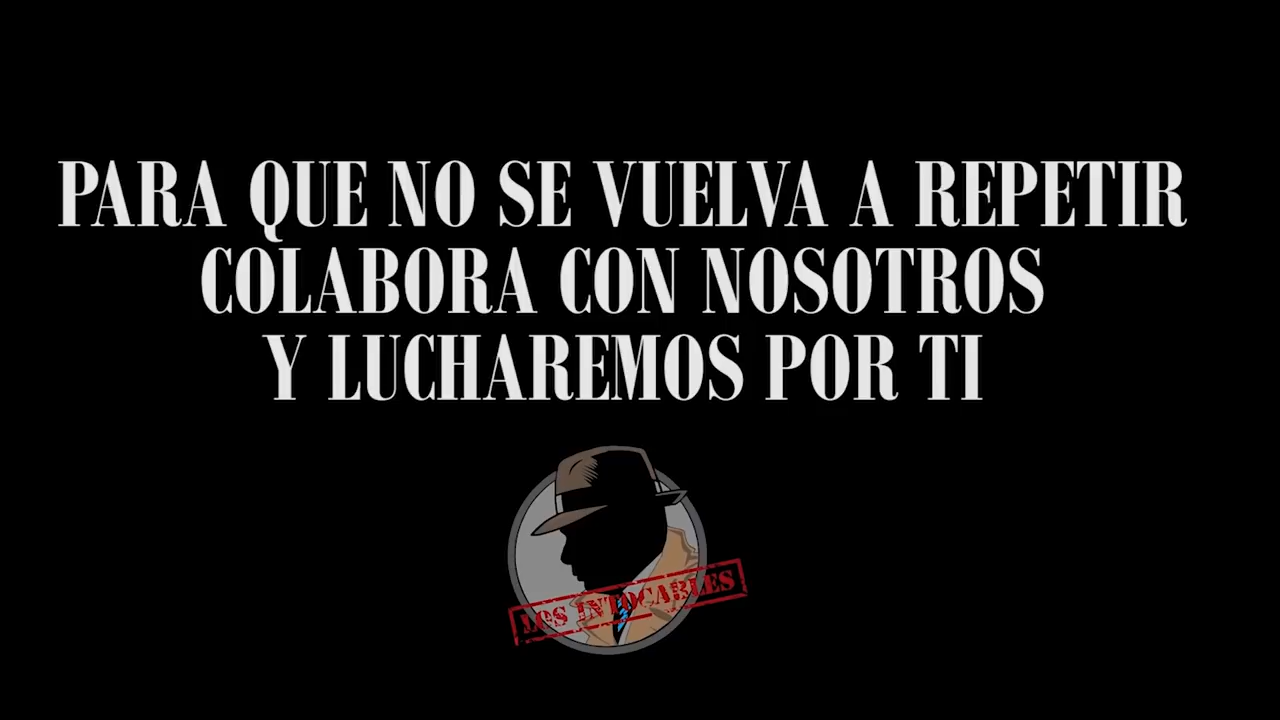 PARA QUE NO SE VUELVA A REPETIR
COLABORA CON NOSOTROS
Y LUCHAREMOS POR TI
LOS INTOCABLES